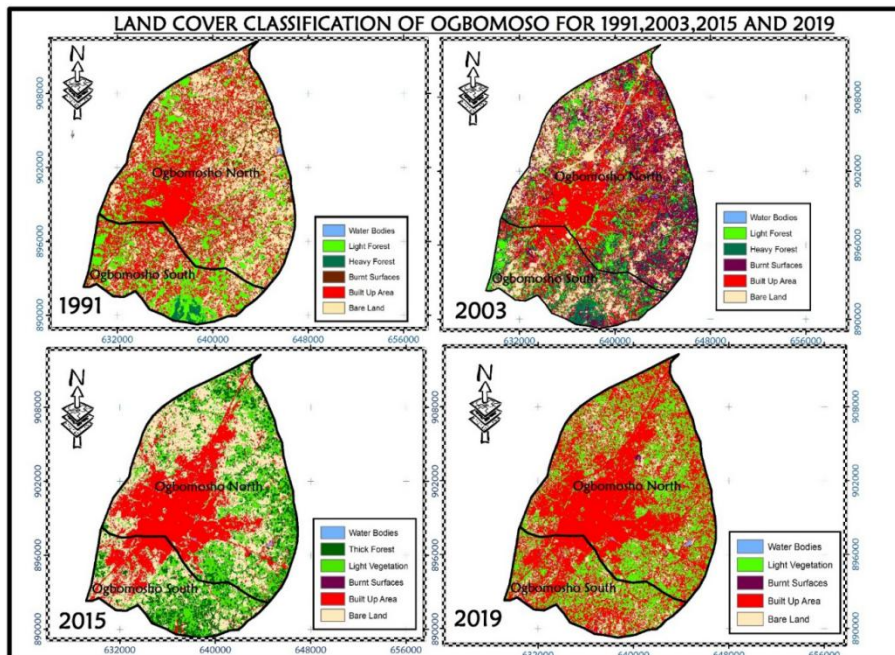 LAND COVER CLASSIFICATION OF OGBOMOSO FOR 1991,2003,2015 AND 2019
N
908000
902000
896000
890000
Ogbomosho North
Ogbomosho South
Water Bodies
Light Forest
Heavy Forest
Burnt Surfaces
Built Up Area
Bare Land
1991
632000
640000
648000
656000
N
908000
902000
896000
890000
Ogbomosho North
Ogbomosho South
Water Bodies
Light Forest
Heavy Forest
Burnt Surfaces
Built Up Area
Bare Land
2003
632000
640000
648000
656000
N
908000
902000
896000
890000
Ogbomosho North
Ogbomosho South
Water Bodies
Thick Forest
Light Vegetation
Burnt Surfaces
Built Up Area
Bare Land
2015
632000
640000
648000
656000
N
908000
902000
896000
890000
Ogbomosho North
Ogbomosho South
Water Bodies
Light Vegetation
Burnt Surfaces
Built Up Area
Bare Land
2019
632000
640000
648000
656000